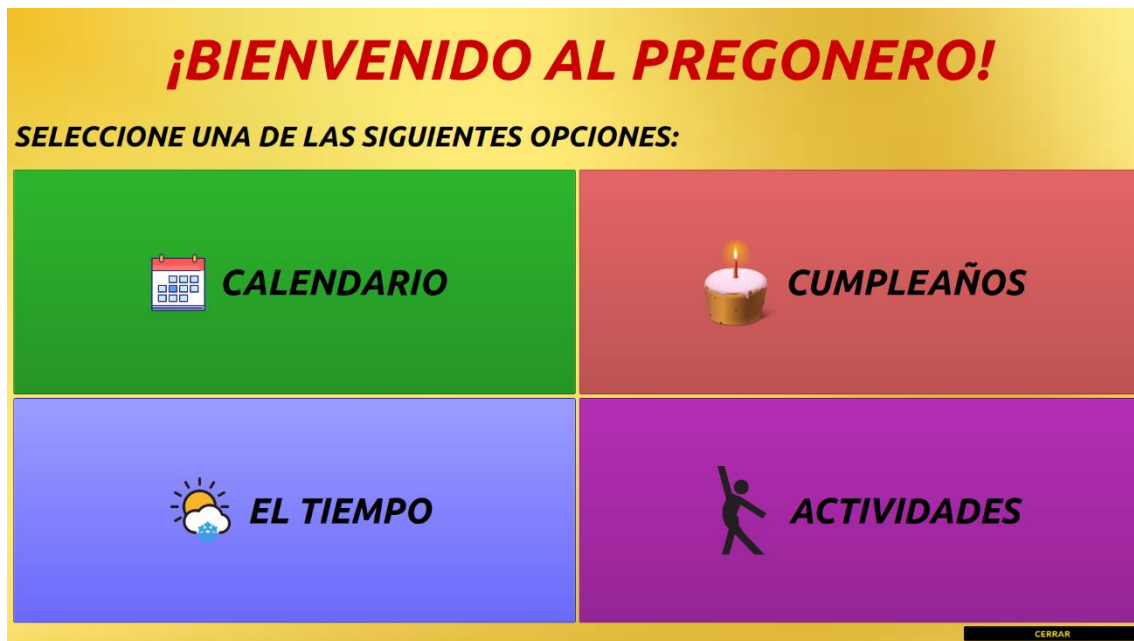 ¡BIENVENIDO AL PREGONERO!
SELECCIONE UNA DE LAS SIGUIENTES OPCIONES:
CALENDARIO
CUMPLEAÑOS
EL TIEMPO
ACTIVIDADES
CERRAR